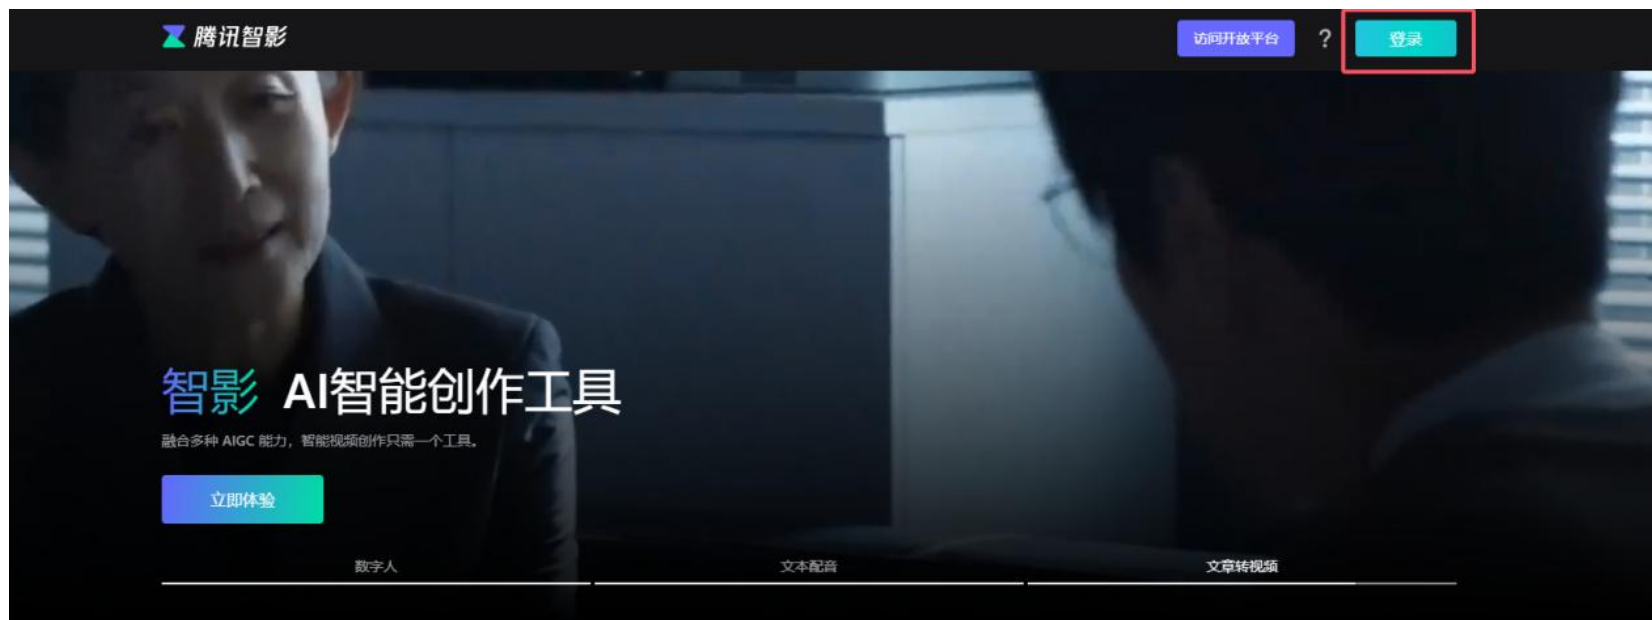 腾讯智影
访问开放平台
?
登录
智影 AI智能创作工具
融合多种 AIGC 能力，智能视频创作只需一个工具。
立即体验
数字人
文本配音
文章转视频